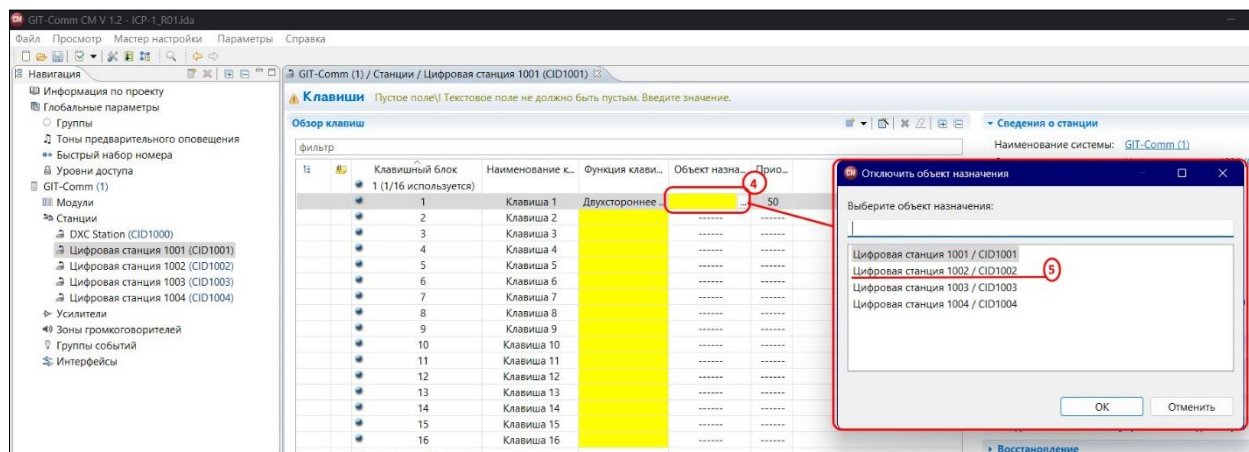 GIT-Comm CM V 1.2 - ICP-1_R01.ida
Файл Просмотр Мастер настройки Параметры Справка
Навигация
Информация по проекту
Глобальные параметры
Группы
Тоны предварительного оповещения
Быстрый набор номера
Уровни доступа
GIT-Comm (1)
Модули
Станции
DXC Station (CID1000)
Цифровая станция 1001 (CID1001)
Цифровая станция 1002 (CID1002)
Цифровая станция 1003 (CID1003)
Цифровая станция 1004 (CID1004)
Усилители
Зоны громкоговорителей
Группы событий
Интерфейсы
GIT-Comm (1) / Станции / Цифровая станция 1001 (CID1001)
Клавиши Пустое поле\! Текстовое поле не должно быть пустым. Введите значение.
Обзор клавиш
фильтр
Клавишный блок Наименование к... Функция клави... Объект назна... Прио...
1 (1/16 используется)
1 Клавиша 1 Двухстороннее ... ... 50
2 Клавиша 2 ------ ------
3 Клавиша 3 ------ ------
4 Клавиша 4 ------ ------
5 Клавиша 5 ------ ------
6 Клавиша 6 ------ ------
7 Клавиша 7 ------ ------
8 Клавиша 8 ------ ------
9 Клавиша 9 ------ ------
10 Клавиша 10 ------ ------
11 Клавиша 11 ------ ------
12 Клавиша 12 ------ ------
13 Клавиша 13 ------ ------
14 Клавиша 14 ------ ------
15 Клавиша 15 ------ ------
16 Клавиша 16 ------ ------
4
Сведения о станции
Наименование системы: GIT-Comm (1)
Отключить объект назначения
Выберите объект назначения:
Цифровая станция 1001 / CID1001
Цифровая станция 1002 / CID1002
5
Цифровая станция 1003 / CID1003
Цифровая станция 1004 / CID1004
OK Отменить
Восстановление